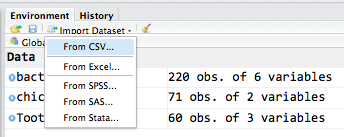 Environment History
Import Dataset
Global
From CSV...
Data
From Excel...
bact 220 obs. of 6 variables
From SPSS...
chic 71 obs. of 2 variables
From SAS...
Toot 60 obs. of 3 variables
From Stata...